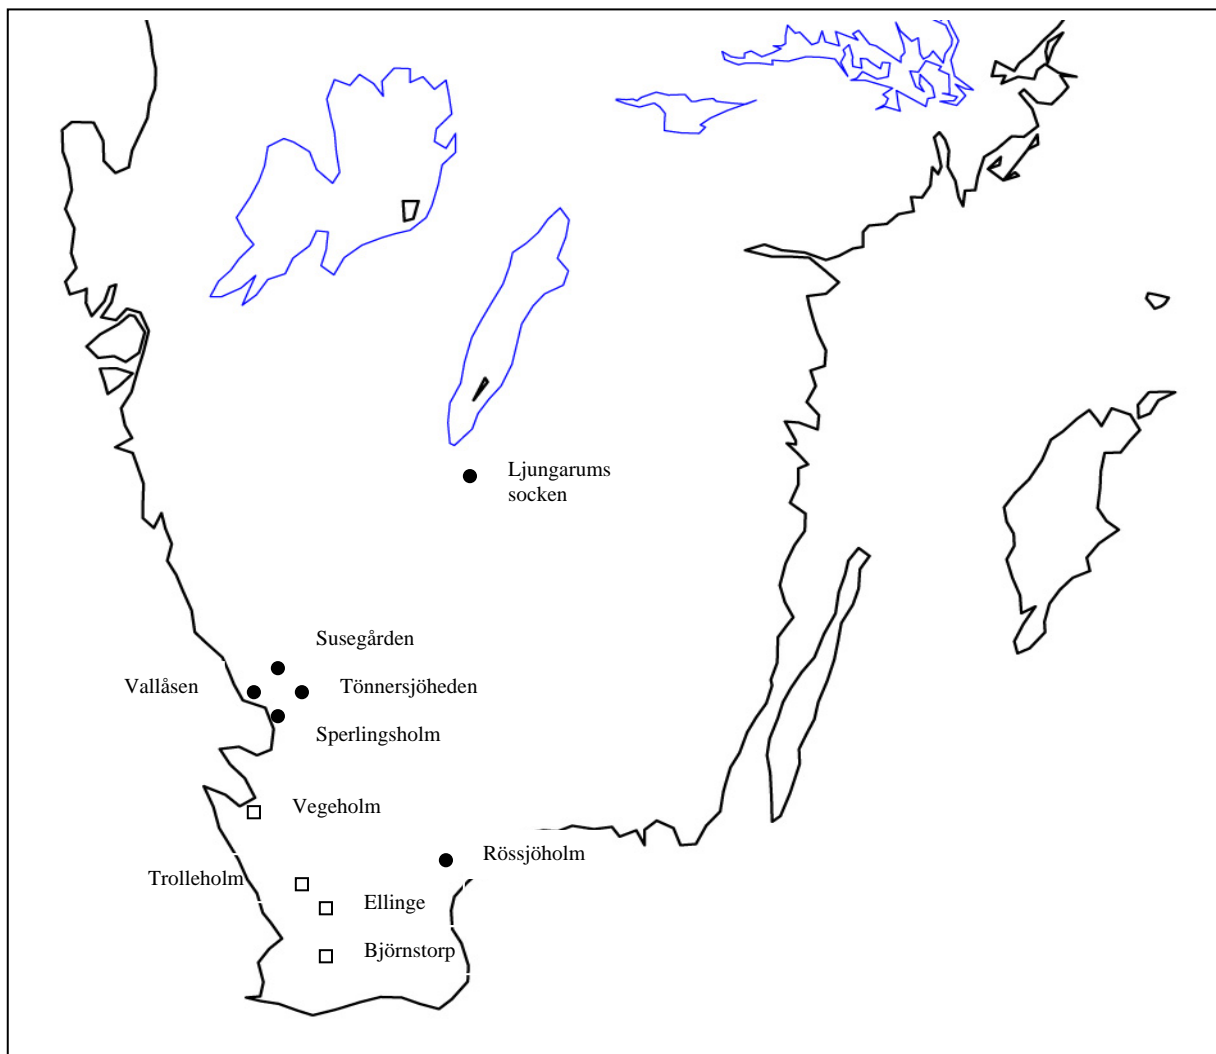 Ljungarums
socken
Susegården
Vallåsen
Tönnersjöheden
Sperlingsholm
Vegeholm
Rössjöholm
Trolleholm
Ellinge
Björnstorp